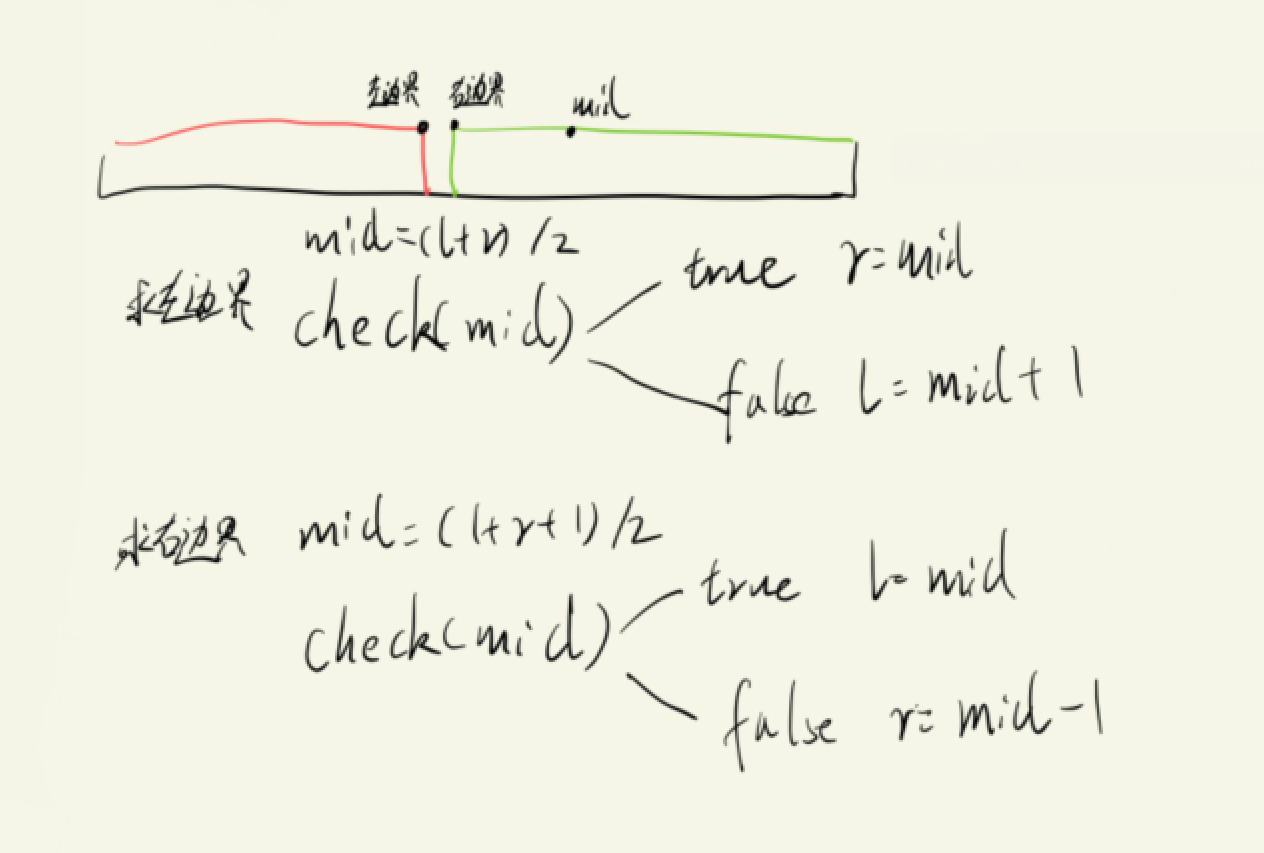 左边界 右边界 mid
mid=(l+r)/2
求左边界 check(mid) true r=mid
false l=mid+1
求右边界 mid=(l+r+1)/2
check(mid) true l=mid
false r=mid-1